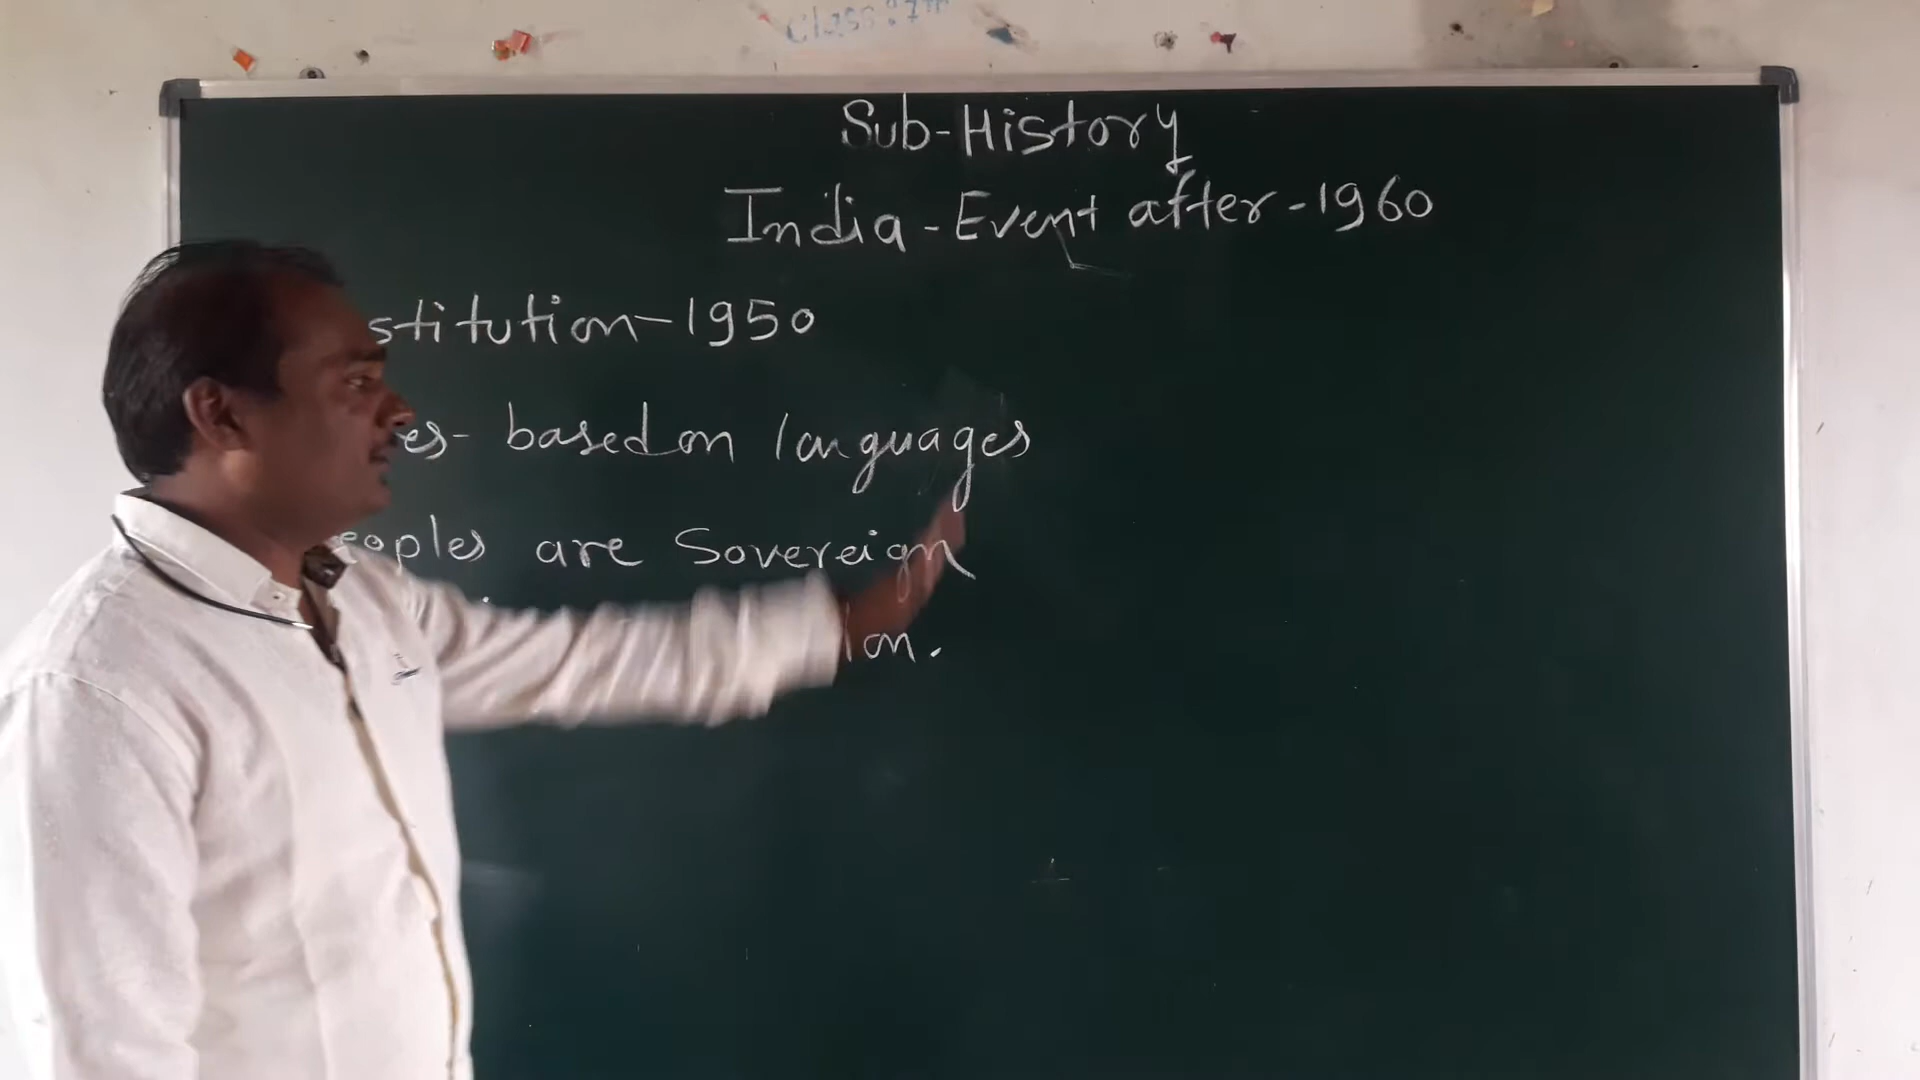 Class: 7th
Sub-History
India-Event after-1960
stitution-1950
es- based on languages
eoples are Sovereign
on.